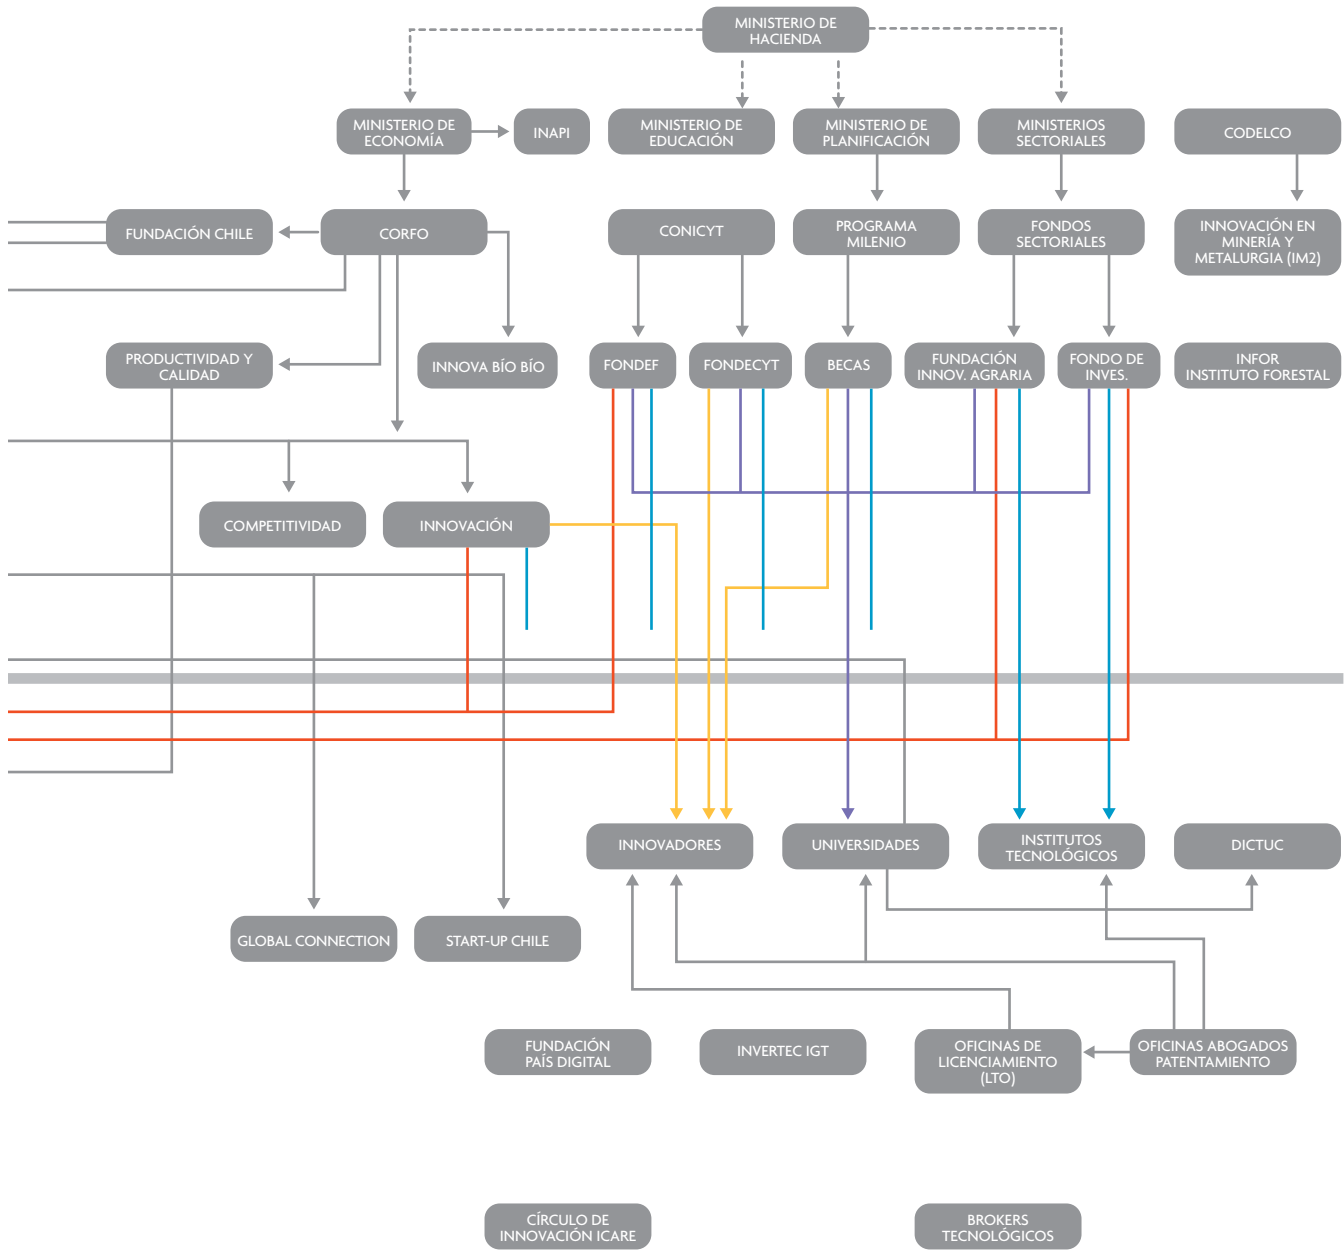 MINISTERIO DE
HACIENDA
MINISTERIO DE
ECONOMÍA
INAPI
MINISTERIO DE
EDUCACIÓN
MINISTERIO DE
PLANIFICACIÓN
MINISTERIOS
SECTORIALES
CODELCO
FUNDACIÓN CHILE
CORFO
CONICYT
PROGRAMA
MILENIO
FONDOS
SECTORIALES
INNOVACIÓN EN
MINERÍA Y
METALURGIA (IM2)
PRODUCTIVIDAD Y
CALIDAD
INNOVA BÍO BÍO
FONDEF
FONDECYT
BECAS
FUNDACIÓN
INNOV. AGRARIA
FONDO DE
INVES.
INFOR
INSTITUTO FORESTAL
COMPETITIVIDAD
INNOVACIÓN
INNOVADORES
UNIVERSIDADES
INSTITUTOS
TECNOLÓGICOS
DICTUC
GLOBAL CONNECTION
START-UP CHILE
FUNDACIÓN
PAÍS DIGITAL
INVERTEC IGT
OFICINAS DE
LICENCIAMIENTO
(LTO)
OFICINAS ABOGADOS
PATENTAMIENTO
CÍRCULO DE
INNOVACIÓN ICARE
BROKERS
TECNOLÓGICOS